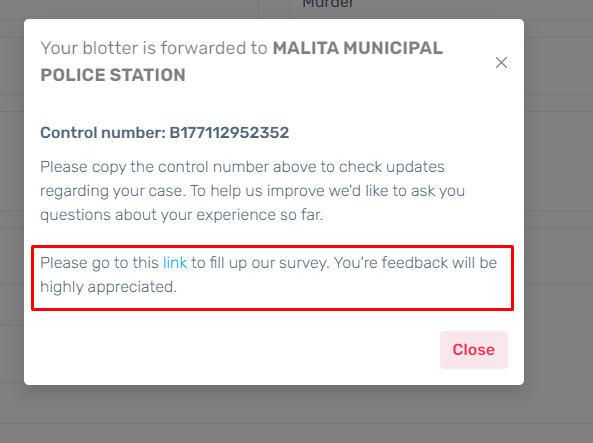 Murder
Your blotter is forwarded to MALITA MUNICIPAL
POLICE STATION
Control number: B177112952352
Please copy the control number above to check updates
regarding your case. To help us improve we'd like to ask you
questions about your experience so far.
Please go to this link to fill up our survey. You're feedback will be
highly appreciated.
Close